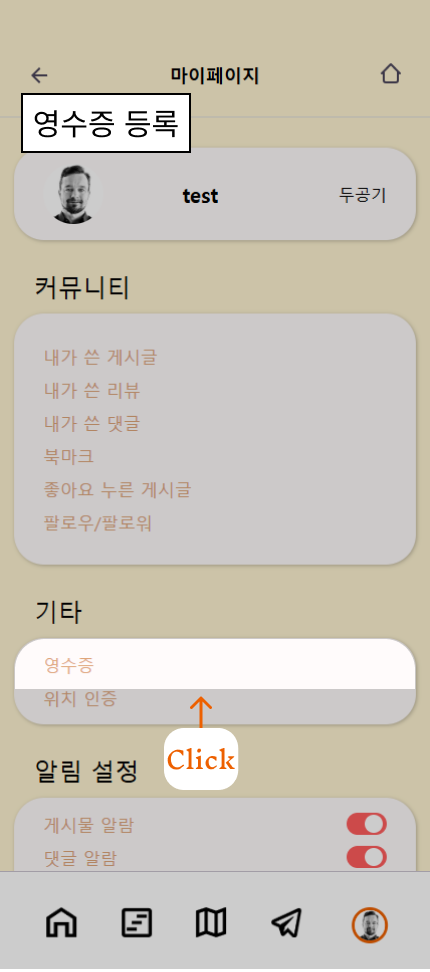 마이페이지
영수증 등록
test 두공기
커뮤니티
내가 쓴 게시글
내가 쓴 리뷰
내가 쓴 댓글
북마크
좋아요 누른 게시글
팔로우/팔로워
기타
영수증
위치 인증
Click
알림 설정
게시물 알람
댓글 알람